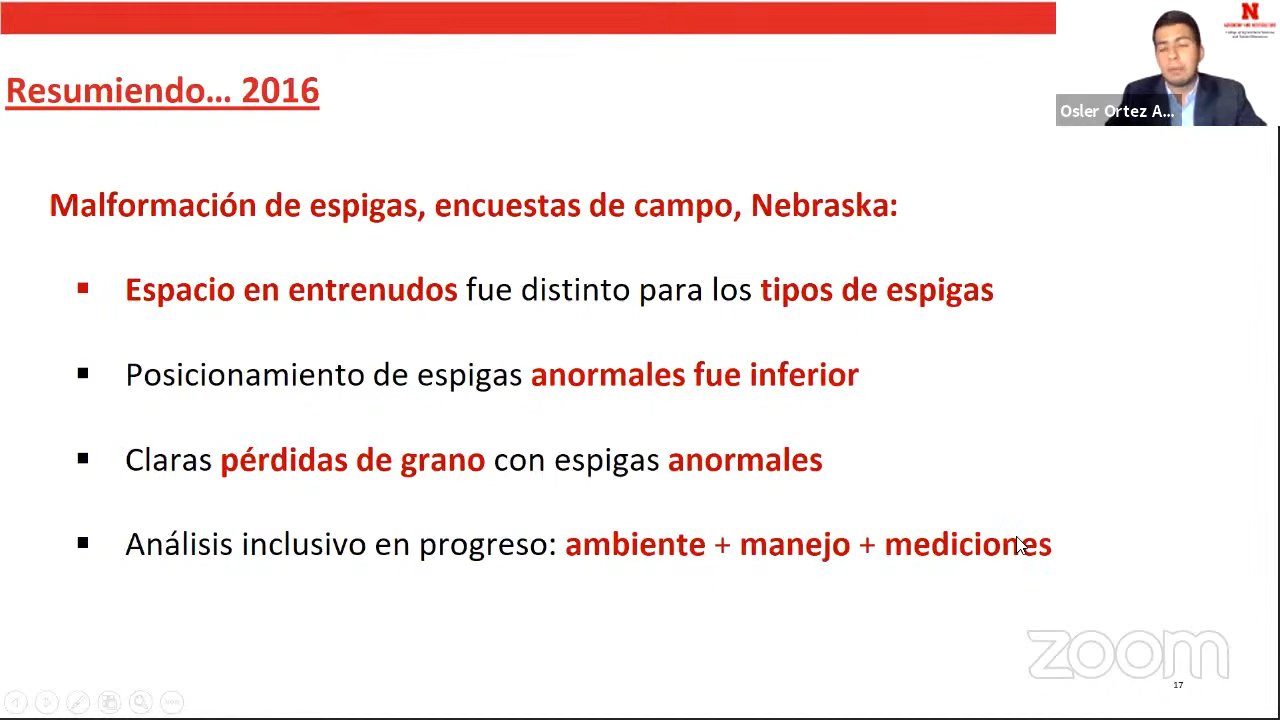 Resumiendo... 2016
N
Osler Ortez A...
Malformación de espigas, encuestas de campo, Nebraska:
Espacio en entrenudos fue distinto para los tipos de espigas
Posicionamiento de espigas anormales fue inferior
Claras pérdidas de grano con espigas anormales
Análisis inclusivo en progreso: ambiente + manejo + mediciones
zoom
17